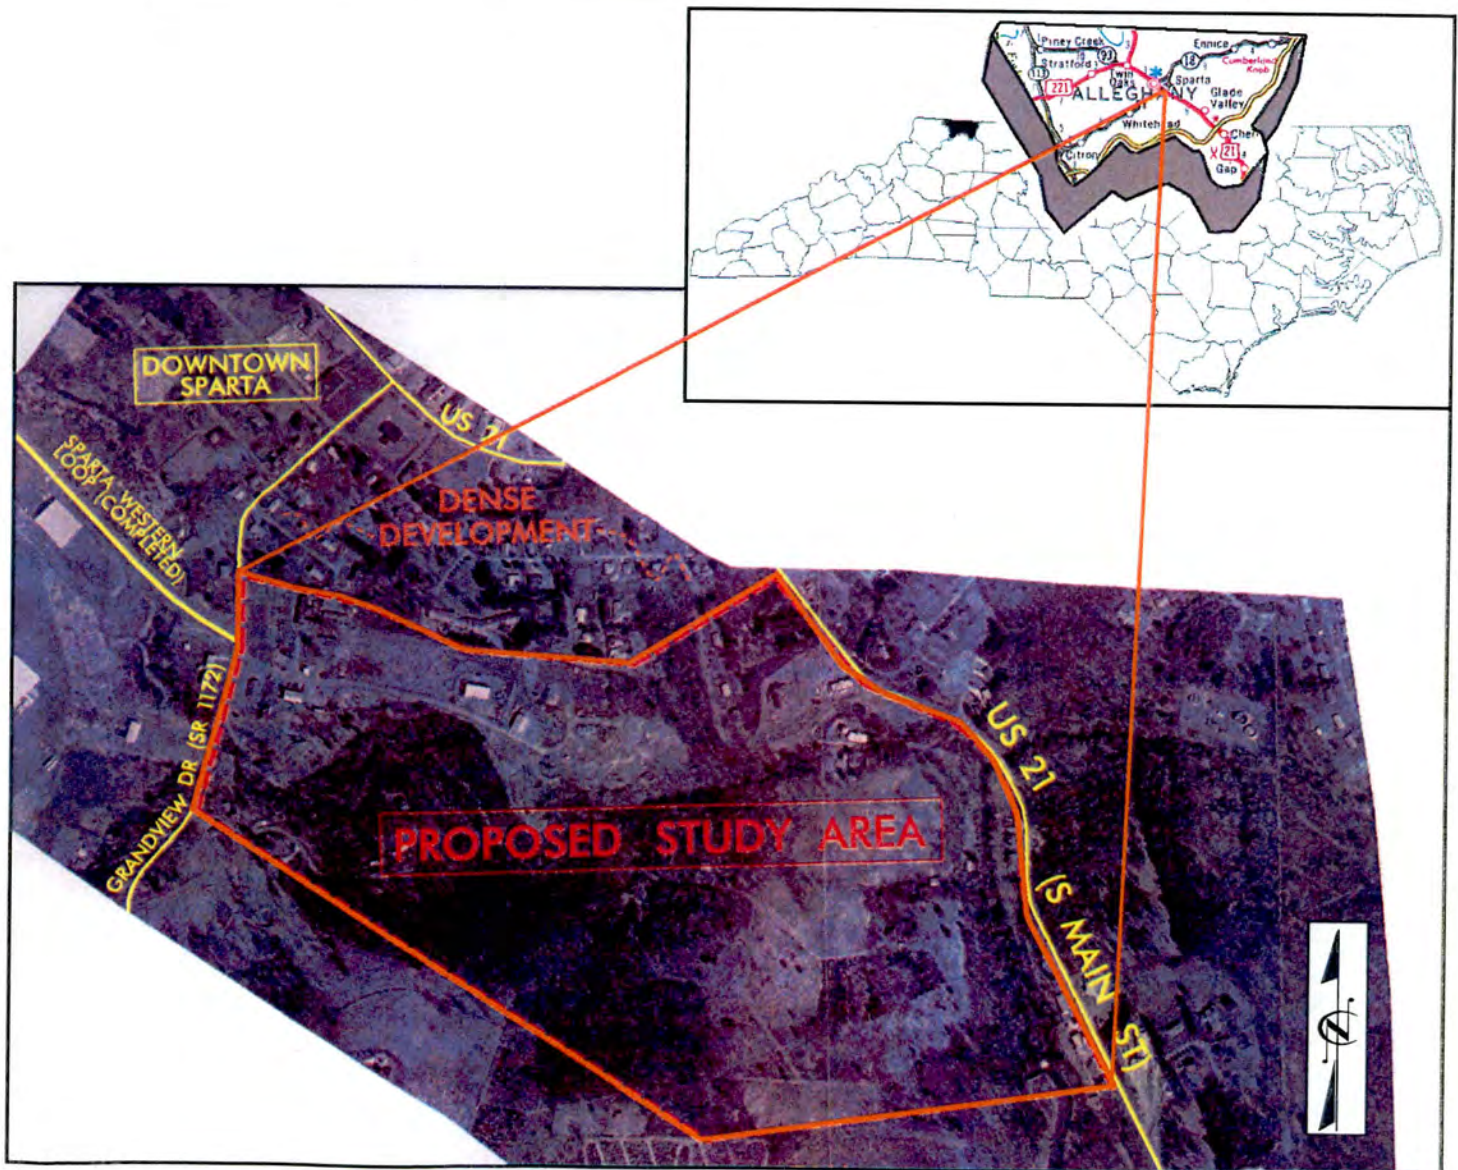 Piney Creek
93
Stratford
113
221
Twin
Oaks
ALLEGHANY
Sparta
18
Ennice
Cumberland
Knob
Glade
Valley
Whitehead
Citron
21
Gap
DOWNTOWN
SPARTA
US 21
SPARTA WESTERN
LOOP (COMPLETED)
DENSE
DEVELOPMENT
GRANDVIEW DR (SR 1172)
PROPOSED STUDY AREA
US 21 (S MAIN ST)
N